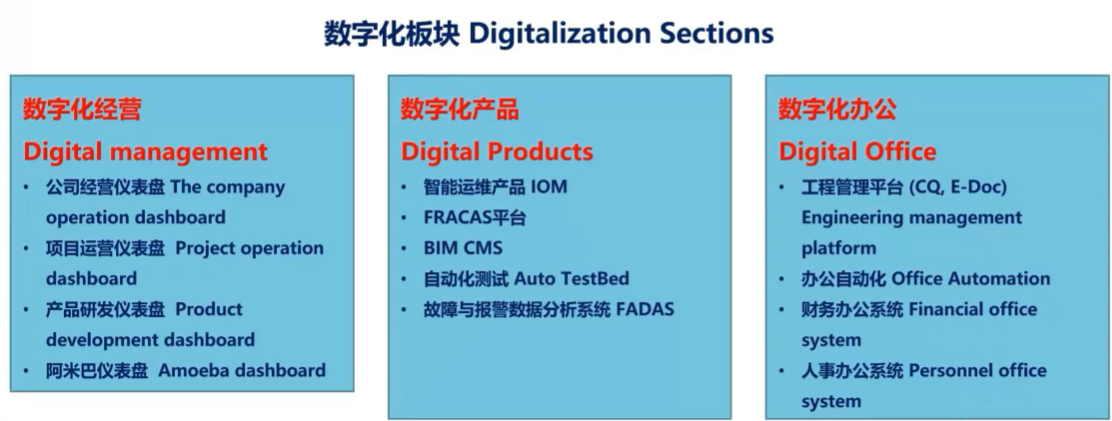 数字化板块 Digitalization Sections
数字化经营
Digital management
• 公司经营仪表盘 The company
operation dashboard
• 项目运营仪表盘 Project operation
dashboard
• 产品研发仪表盘 Product
development dashboard
• 阿米巴仪表盘 Amoeba dashboard
数字化产品
Digital Products
• 智能运维产品 IOM
• FRACAS平台
• BIM CMS
• 自动化测试 Auto TestBed
• 故障与报警数据分析系统 FADAS
数字化办公
Digital Office
• 工程管理平台 (CQ, E-Doc)
Engineering management
platform
• 办公自动化 Office Automation
• 财务办公系统 Financial office
system
• 人事办公系统 Personnel office
system